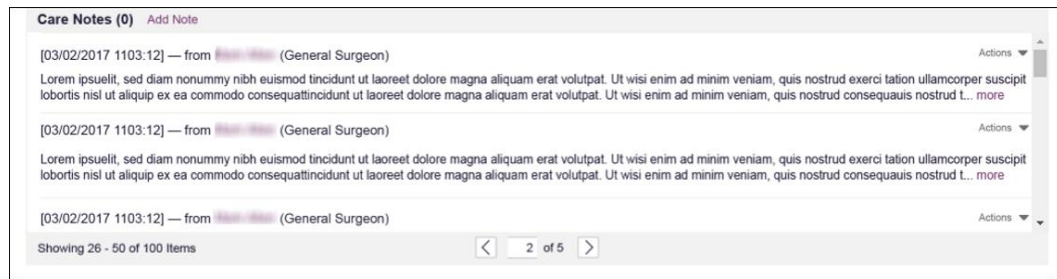 Care Notes (0) Add Note
[03/02/2017 1103:12] — from (General Surgeon) Actions
Lorem ipsuelit, sed diam nonummy nibh euismod tincidunt ut laoreet dolore magna aliquam erat volutpat. Ut wisi enim ad minim veniam, quis nostrud exerci tation ullamcorper suscipit
lobortis nisl ut aliquip ex ea commodo consequattincidunt ut laoreet dolore magna aliquam erat volutpat. Ut wisi enim ad minim veniam, quis nostrud consequauis nostrud t... more
[03/02/2017 1103:12] — from (General Surgeon) Actions
Lorem ipsuelit, sed diam nonummy nibh euismod tincidunt ut laoreet dolore magna aliquam erat volutpat. Ut wisi enim ad minim veniam, quis nostrud exerci tation ullamcorper suscipit
lobortis nisl ut aliquip ex ea commodo consequattincidunt ut laoreet dolore magna aliquam erat volutpat. Ut wisi enim ad minim veniam, quis nostrud consequauis nostrud t... more
[03/02/2017 1103:12] — from (General Surgeon) Actions
Showing 26 - 50 of 100 Items 2 of 5